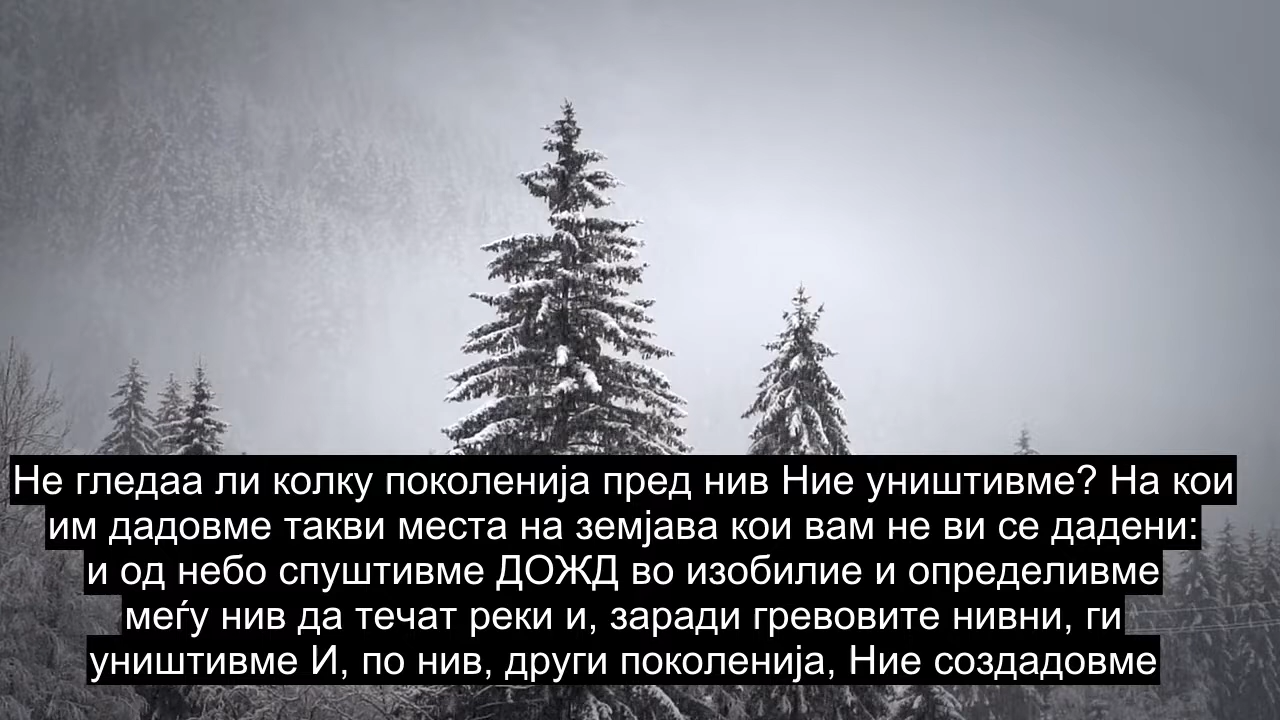 Не гледаа ли колку поколенија пред нив Ние уништивме? На кои
им дадовме такви места на земјава кои вам не ви се дадени:
и од небо спуштивме ДОЖД во изобилие и определивме
меѓу нив да течат реки и, заради гревовите нивни, ги
уништивме И, по нив, други поколенија, Ние создадовме